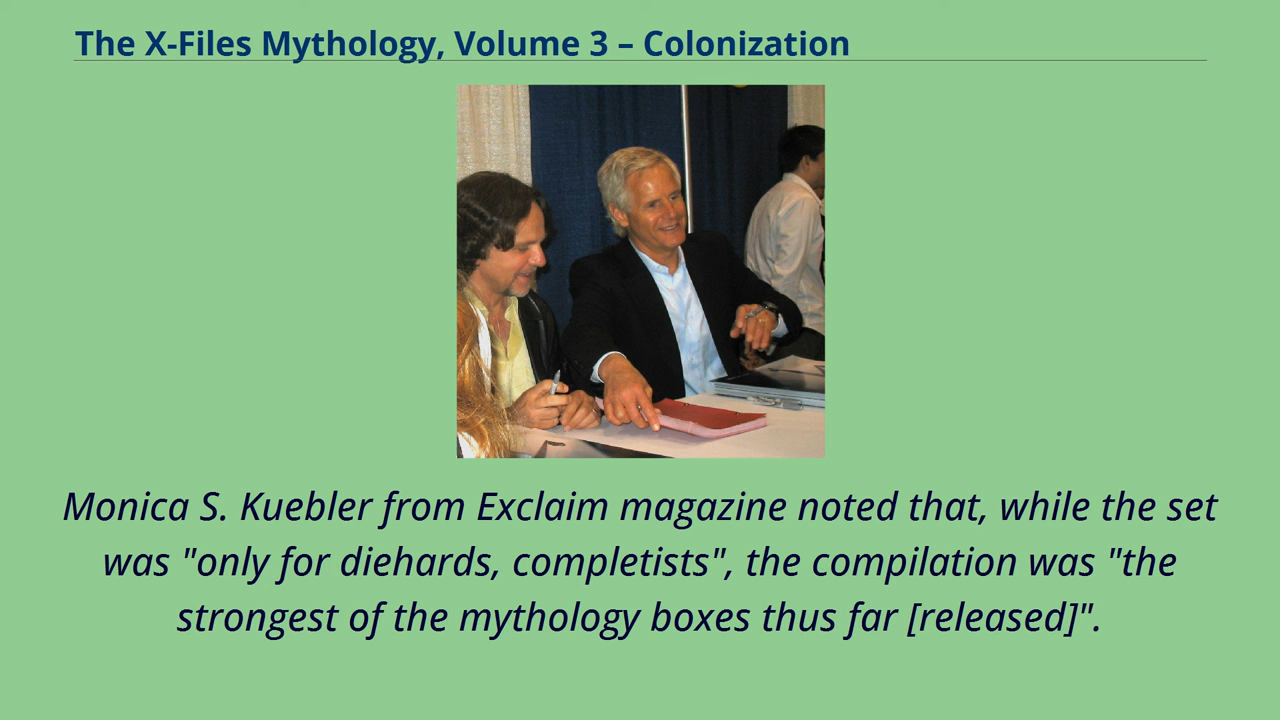 The X-Files Mythology, Volume 3 – Colonization
Monica S. Kuebler from Exclaim magazine noted that, while the set
was "only for diehards, completists", the compilation was "the
strongest of the mythology boxes thus far [released]".